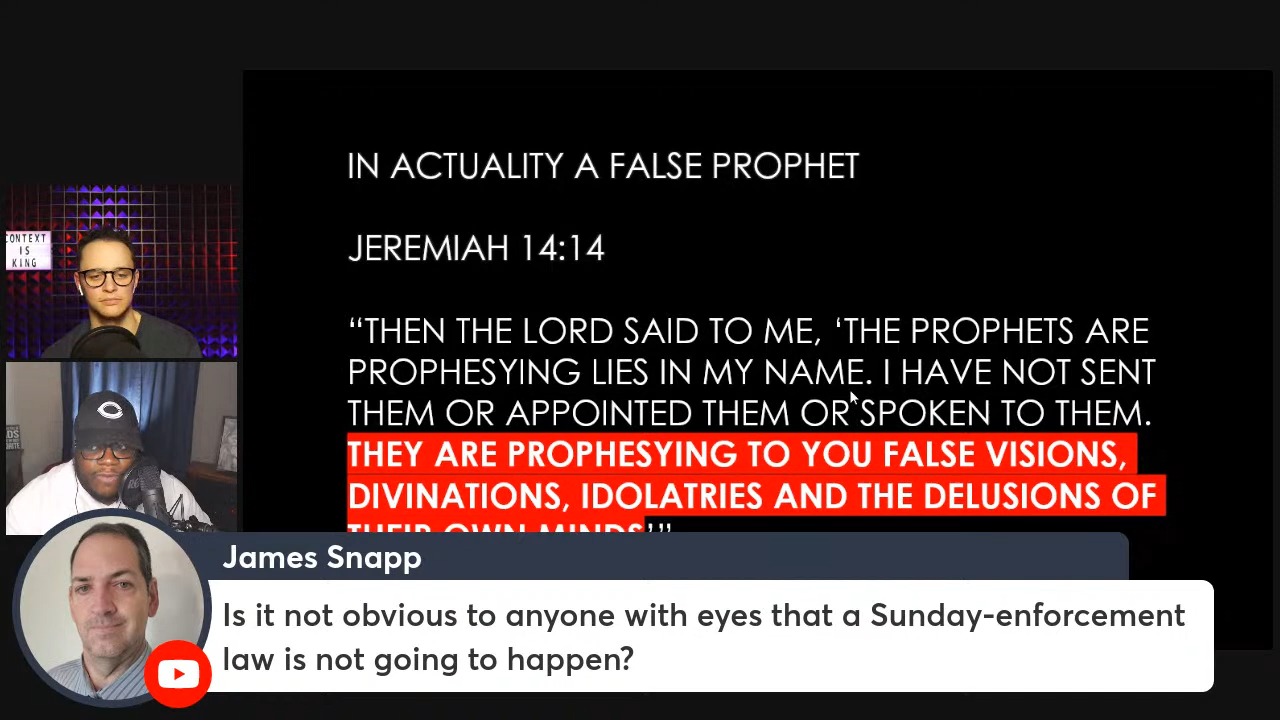 IN ACTUALITY A FALSE PROPHET
JEREMIAH 14:14
“THEN THE LORD SAID TO ME, ‘THE PROPHETS ARE
PROPHESYING LIES IN MY NAME. I HAVE NOT SENT
THEM OR APPOINTED THEM OR SPOKEN TO THEM.
THEY ARE PROPHESYING TO YOU FALSE VISIONS,
DIVINATIONS, IDOLATRIES AND THE DELUSIONS OF
THEIR OWN MINDS’”
CONTEXT
IS
KING
James Snapp
Is it not obvious to anyone with eyes that a Sunday-enforcement
law is not going to happen?